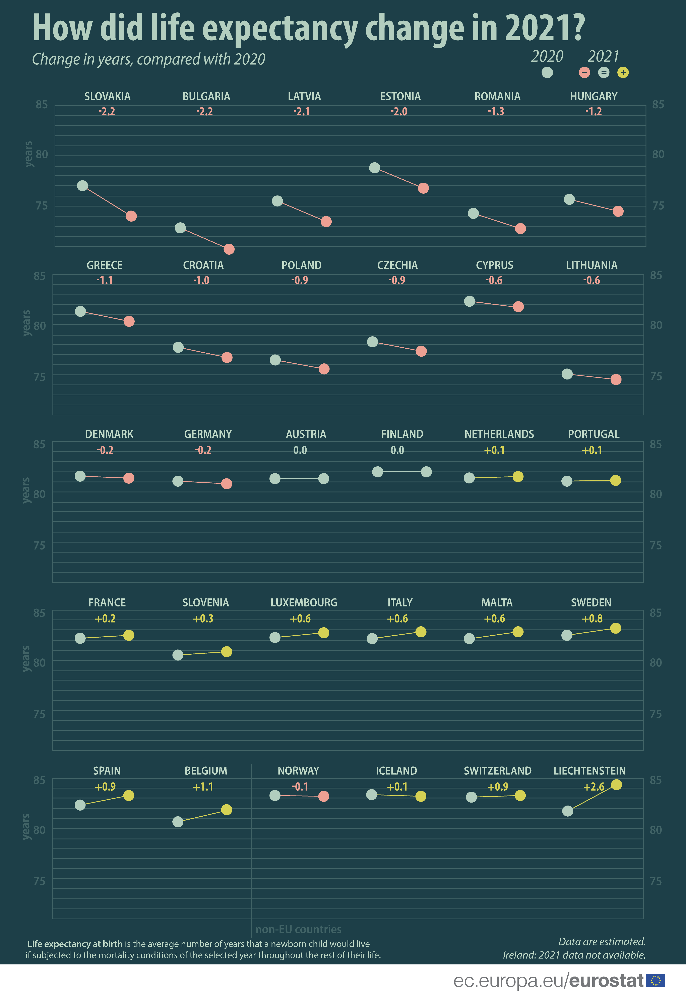 How did life expectancy change in 2021?
Change in years, compared with 2020
2020 2021
− = +
SLOVAKIA BULGARIA LATVIA ESTONIA ROMANIA HUNGARY
85 -2.2 -2.2 -2.1 -2.0 -1.3 -1.2 85
years 80 80
75 75
GREECE CROATIA POLAND CZECHIA CYPRUS LITHUANIA
85 -1.1 -1.0 -0.9 -0.9 -0.6 -0.6 85
years 80 80
75 75
DENMARK GERMANY AUSTRIA FINLAND NETHERLANDS PORTUGAL
85 -0.2 -0.2 0.0 0.0 +0.1 +0.1 85
years 80 80
75 75
FRANCE SLOVENIA LUXEMBOURG ITALY MALTA SWEDEN
85 +0.2 +0.3 +0.6 +0.6 +0.6 +0.8 85
years 80 80
75 75
SPAIN BELGIUM NORWAY ICELAND SWITZERLAND LIECHTENSTEIN
85 +0.9 +1.1 -0.1 +0.1 +0.9 +2.6 85
years 80 80
75 75
non-EU countries
Life expectancy at birth is the average number of years that a newborn child would live
if subjected to the mortality conditions of the selected year throughout the rest of their life.
Data are estimated.
Ireland: 2021 data not available.
ec.europa.eu/eurostat